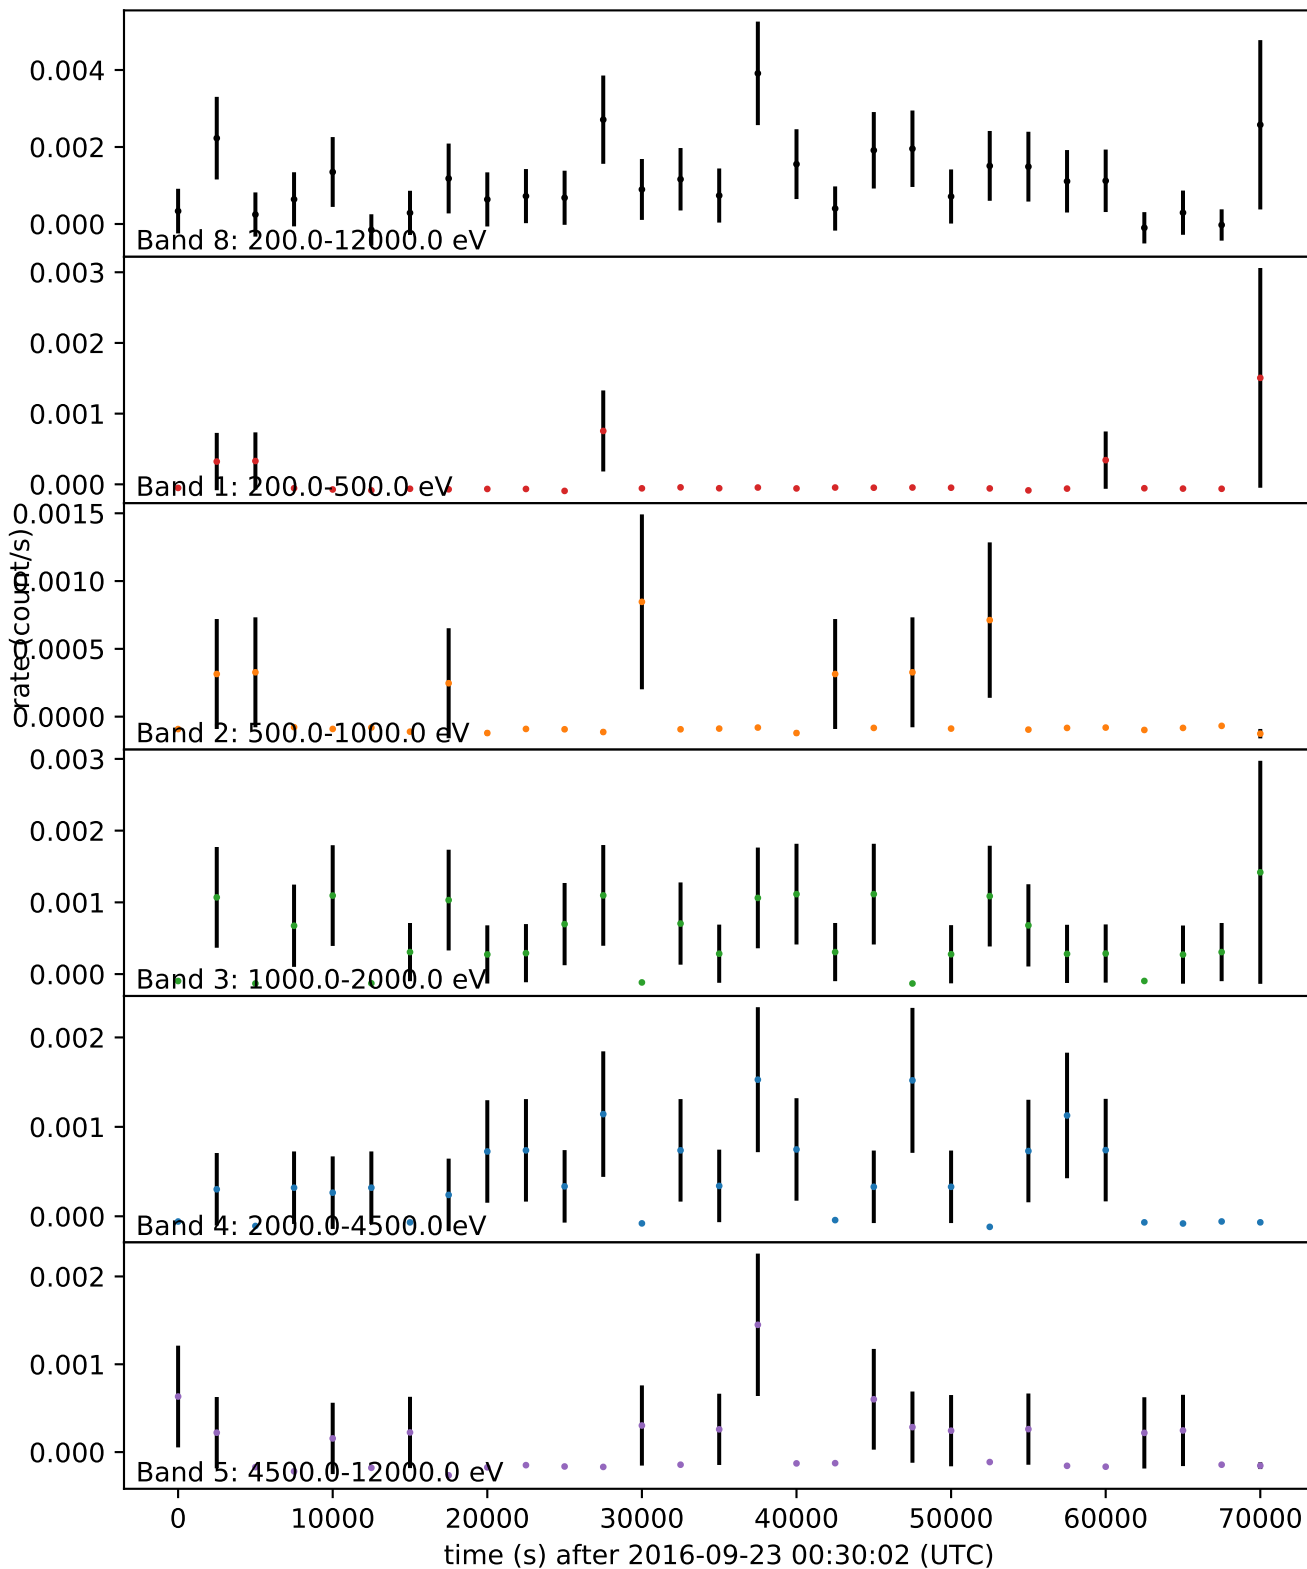 0.004
0.002
0.000
Band 8: 200.0-12000.0 eV
0.003
0.002
0.001
0.000
Band 1: 200.0-500.0 eV
rate (count/s)
0.0015
0.0010
0.0005
0.0000
Band 2: 500.0-1000.0 eV
0.003
0.002
0.001
0.000
Band 3: 1000.0-2000.0 eV
0.002
0.001
0.000
Band 4: 2000.0-4500.0 eV
0.002
0.001
0.000
Band 5: 4500.0-12000.0 eV
0 10000 20000 30000 40000 50000 60000 70000
time (s) after 2016-09-23 00:30:02 (UTC)